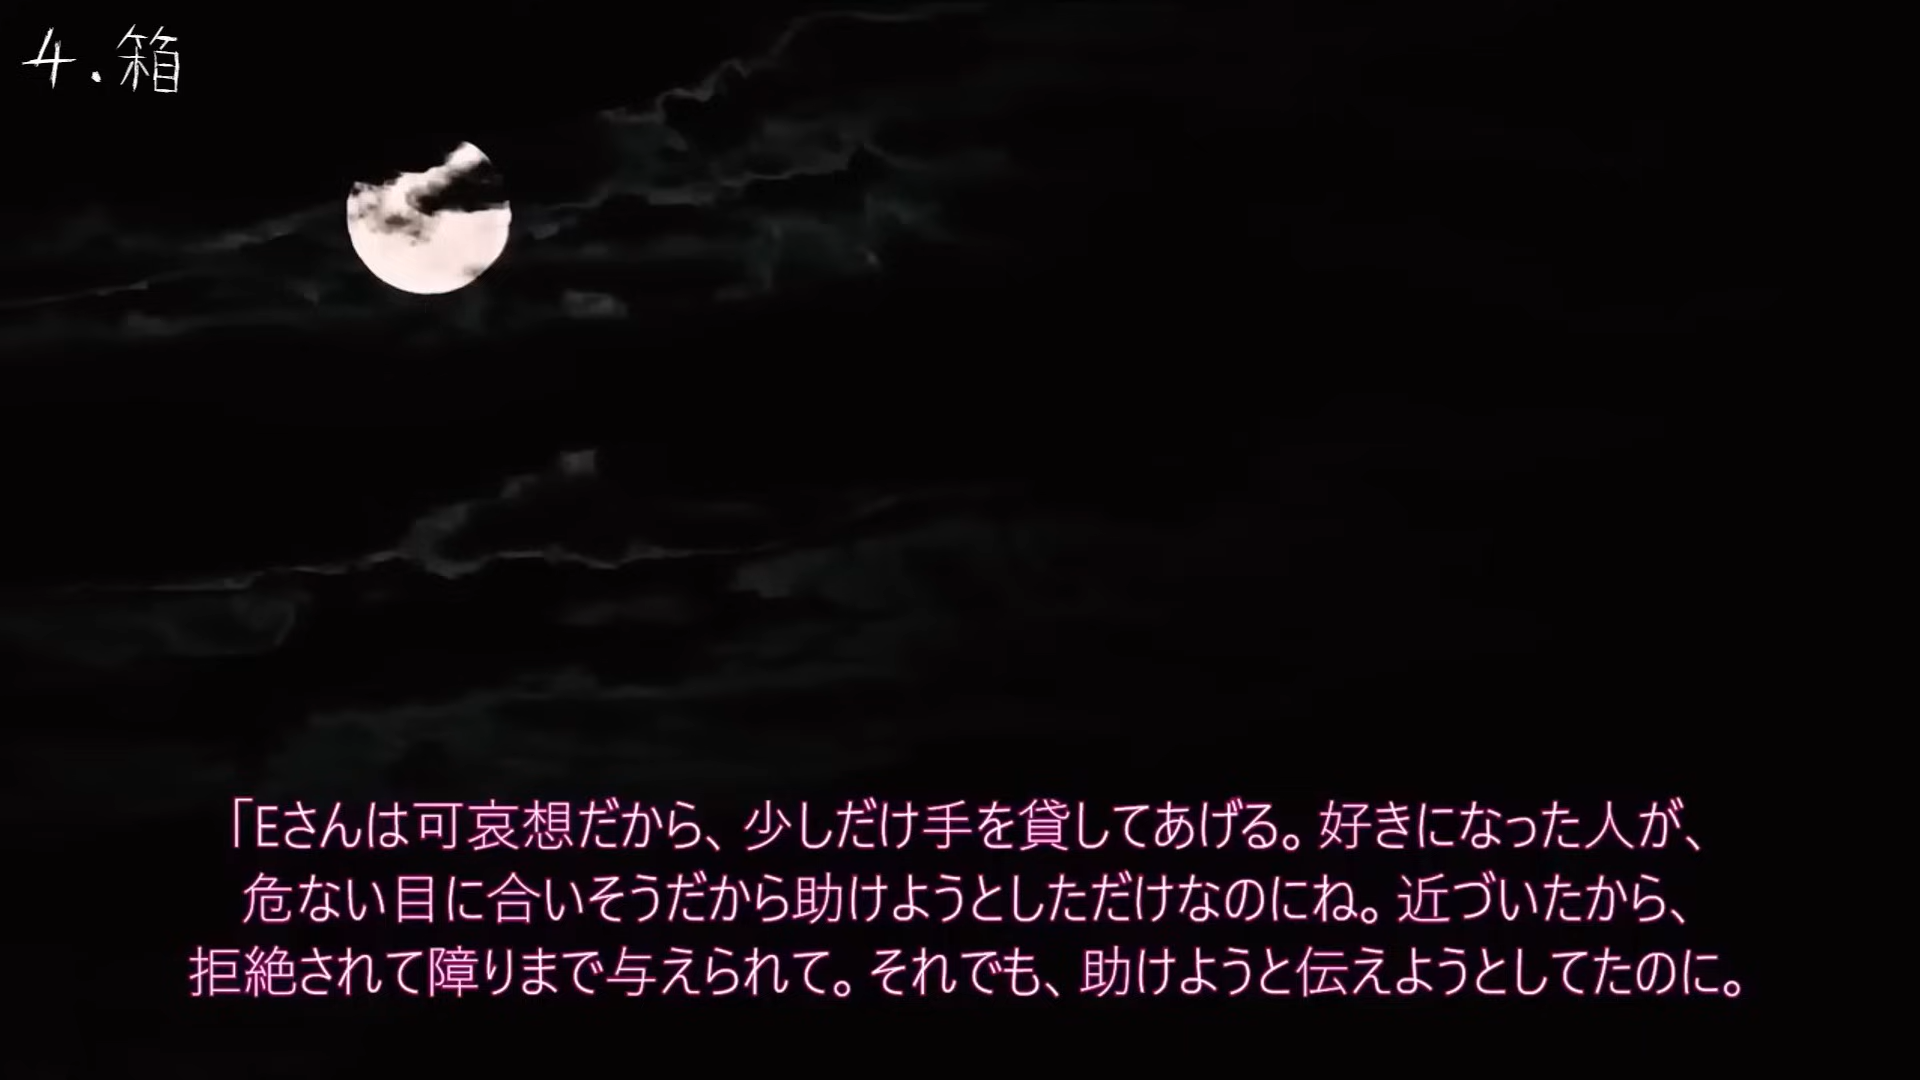 4.箱
「Eさんは可哀想だから、少しだけ手を貸してあげる。好きになった人が、
危ない目に合いそうだから助けようとしただけなのにね。近づいたから、
拒絶されて障りまで与えられて。それでも、助けようと伝えようとしてたのに。